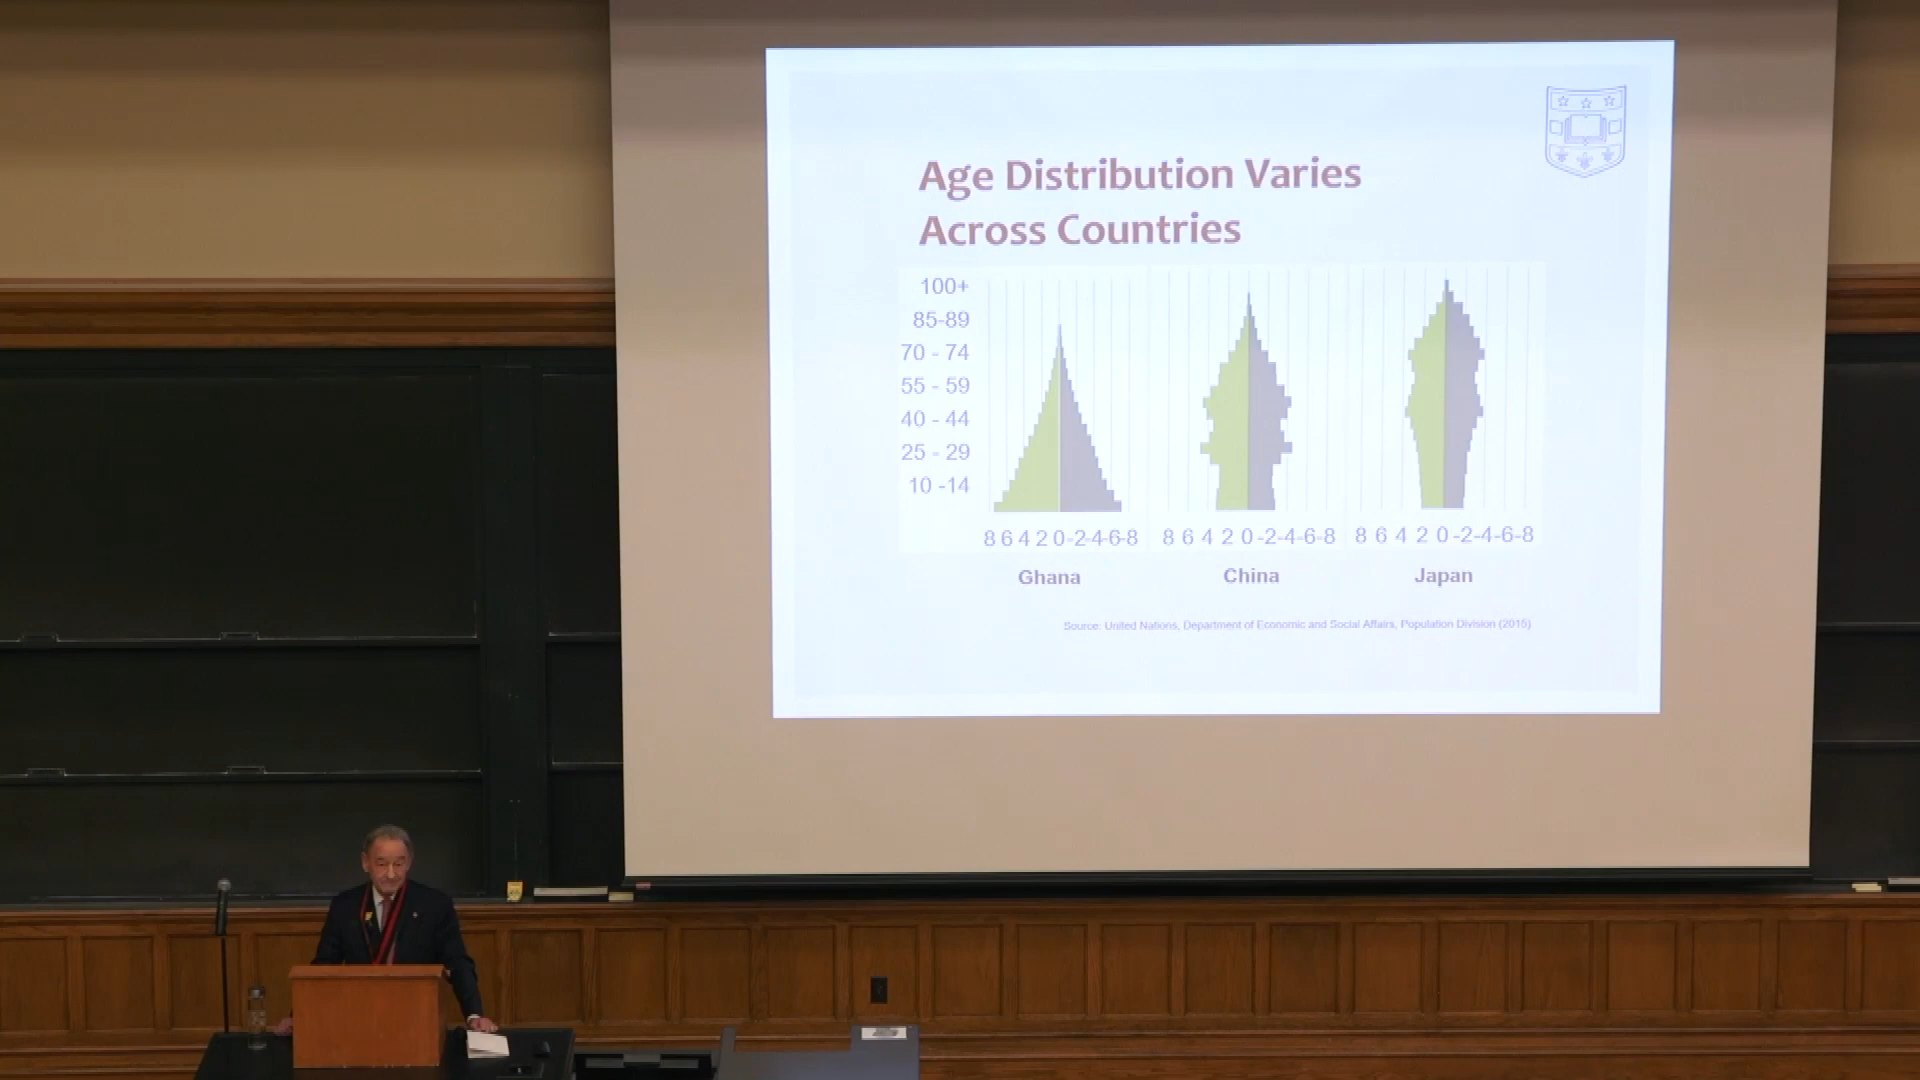 Age Distribution Varies
Across Countries
100+
85-89
70 - 74
55 - 59
40 - 44
25 - 29
10 -14
8 6 4 2 0-2-4-6-8
8 6 4 2 0 -2-4-6-8
8 6 4 2 0 -2-4-6-8
Ghana
China
Japan
Source: United Nations, Department of Economic and Social Affairs, Population Division (2015)